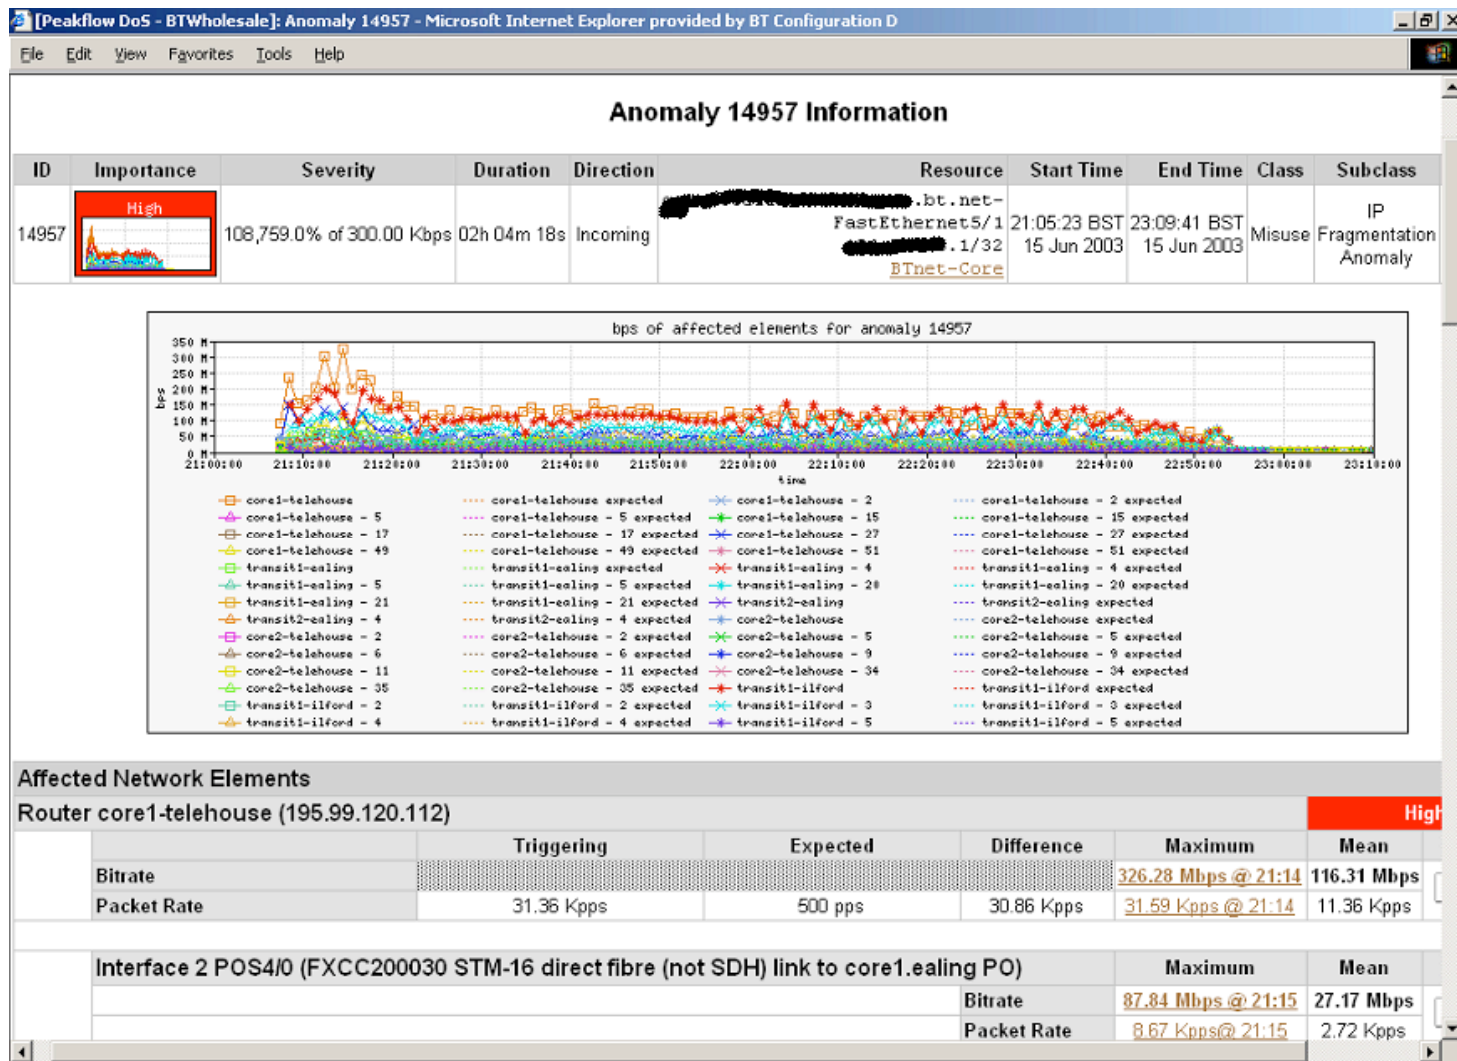 [Peakflow DoS - BTWholesale]: Anomaly 14957 - Microsoft Internet Explorer provided by BT Configuration D
File Edit View Favorites Tools Help
Anomaly 14957 Information
ID Importance Severity Duration Direction Resource Start Time End Time Class Subclass
14957 High 108,759.0% of 300.00 Kbps 02h 04m 18s Incoming .bt.net-FastEthernet5/1 .1/32 BTnet-Core 21:05:23 BST 15 Jun 2003 23:09:41 BST 15 Jun 2003 Misuse IP Fragmentation Anomaly
bps of affected elements for anomaly 14957
350 M
300 M
250 M
200 M
150 M
100 M
50 M
0 M
bps
21:00:00 21:10:00 21:20:00 21:30:00 21:40:00 21:50:00 22:00:00 22:10:00 22:20:00 22:30:00 22:40:00 22:50:00 23:00:00 23:10:00
time
core1-telehouse core1-telehouse expected core1-telehouse - 2 core1-telehouse - 2 expected
core1-telehouse - 5 core1-telehouse - 5 expected core1-telehouse - 15 core1-telehouse - 15 expected
core1-telehouse - 17 core1-telehouse - 17 expected core1-telehouse - 27 core1-telehouse - 27 expected
core1-telehouse - 49 core1-telehouse - 49 expected core1-telehouse - 51 core1-telehouse - 51 expected
transit1-ealing transit1-ealing expected transit1-ealing - 4 transit1-ealing - 4 expected
transit1-ealing - 5 transit1-ealing - 5 expected transit1-ealing - 20 transit1-ealing - 20 expected
transit1-ealing - 21 transit1-ealing - 21 expected transit2-ealing transit2-ealing expected
transit2-ealing - 4 transit2-ealing - 4 expected core2-telehouse core2-telehouse expected
core2-telehouse - 2 core2-telehouse - 2 expected core2-telehouse - 5 core2-telehouse - 5 expected
core2-telehouse - 6 core2-telehouse - 6 expected core2-telehouse - 9 core2-telehouse - 9 expected
core2-telehouse - 11 core2-telehouse - 11 expected core2-telehouse - 34 core2-telehouse - 34 expected
core2-telehouse - 35 core2-telehouse - 35 expected transit1-ilford transit1-ilford expected
transit1-ilford - 2 transit1-ilford - 2 expected transit1-ilford - 3 transit1-ilford - 3 expected
transit1-ilford - 4 transit1-ilford - 4 expected transit1-ilford - 5 transit1-ilford - 5 expected
Affected Network Elements
Router core1-telehouse (195.99.120.112) High
Triggering Expected Difference Maximum Mean
Bitrate 326.28 Mbps @ 21:14 116.31 Mbps
Packet Rate 31.36 Kpps 500 pps 30.86 Kpps 31.59 Kpps @ 21:14 11.36 Kpps
Interface 2 POS4/0 (FXCC200030 STM-16 direct fibre (not SDH) link to core1.ealing PO) Maximum Mean
Bitrate 87.84 Mbps @ 21:15 27.17 Mbps
Packet Rate 8.67 Kpps@ 21:15 2.72 Kpps